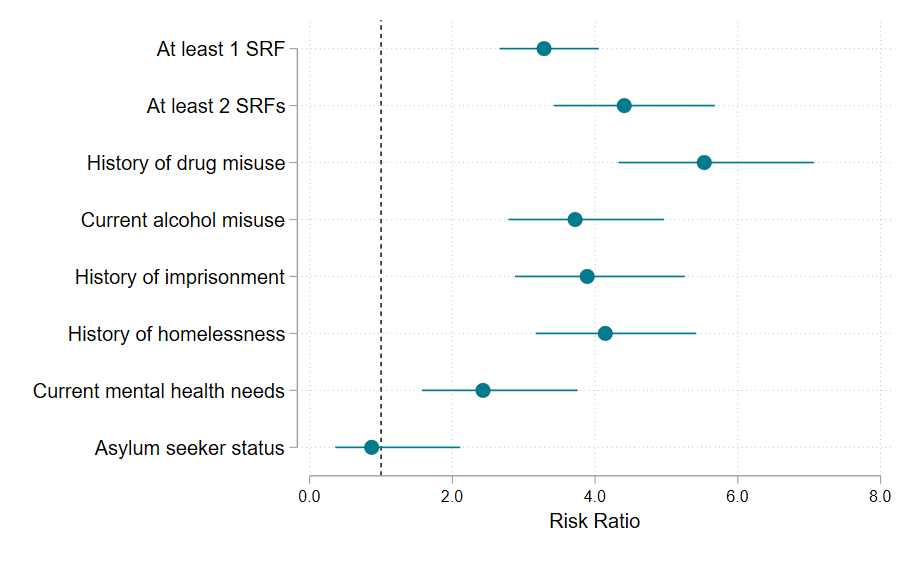 At least 1 SRF
At least 2 SRFs
History of drug misuse
Current alcohol misuse
History of imprisonment
History of homelessness
Current mental health needs
Asylum seeker status
0.0 2.0 4.0 6.0 8.0
Risk Ratio